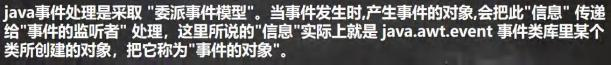 java事件处理是采取 "委派事件模型"。当事件发生时,产生事件的对象,会把此"信息" 传递
给"事件的监听者" 处理，这里所说的"信息"实际上就是 java.awt.event 事件类库里某个
类所创建的对象，把它称为"事件的对象"。